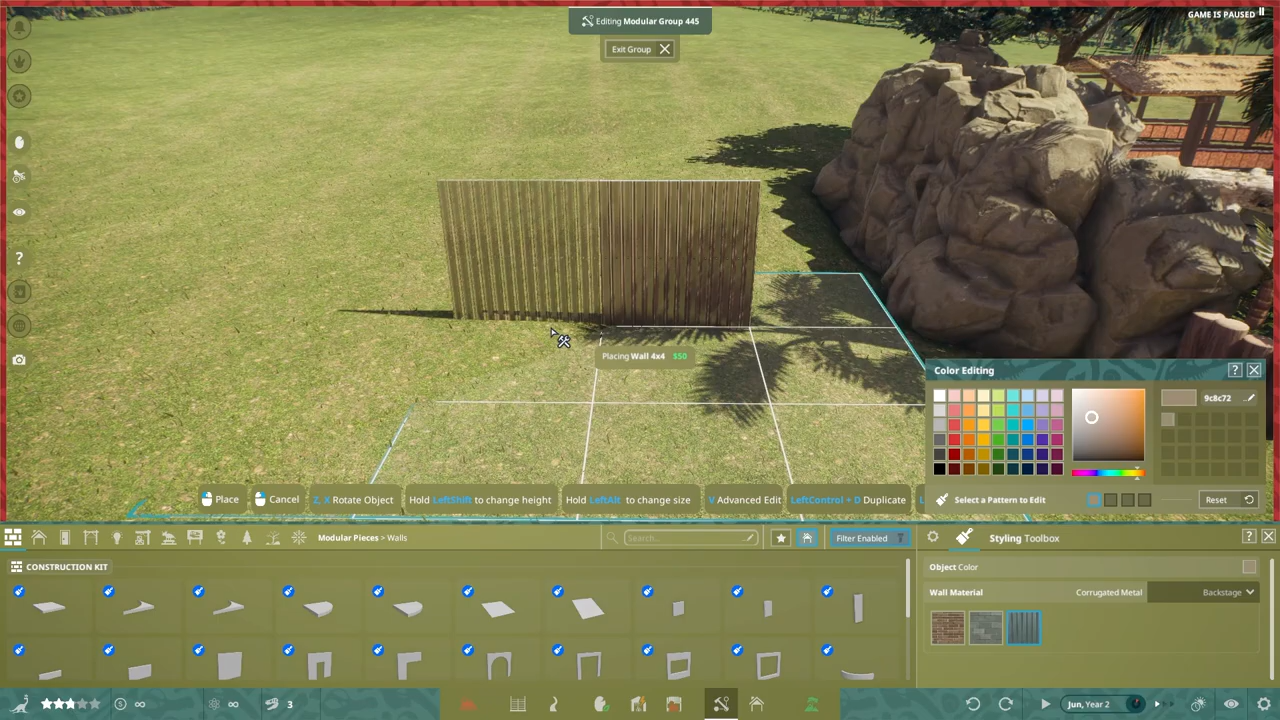 Editing Modular Group 445
GAME IS PAUSED
Exit Group
Placing Wall 4x4 $50
Color Editing
?
9c8c72
Select a Pattern to Edit
Reset
Place
Cancel
Z, X Rotate Object
Hold LeftShift to change height
Hold LeftAlt to change size
V Advanced Edit
LeftControl + D Duplicate
L
?
Modular Pieces > Walls
Search...
Filter Enabled
Styling Toolbox
?
CONSTRUCTION KIT
Object Color
Wall Material
Corrugated Metal
Backstage
∞
∞
3
Jun, Year 2